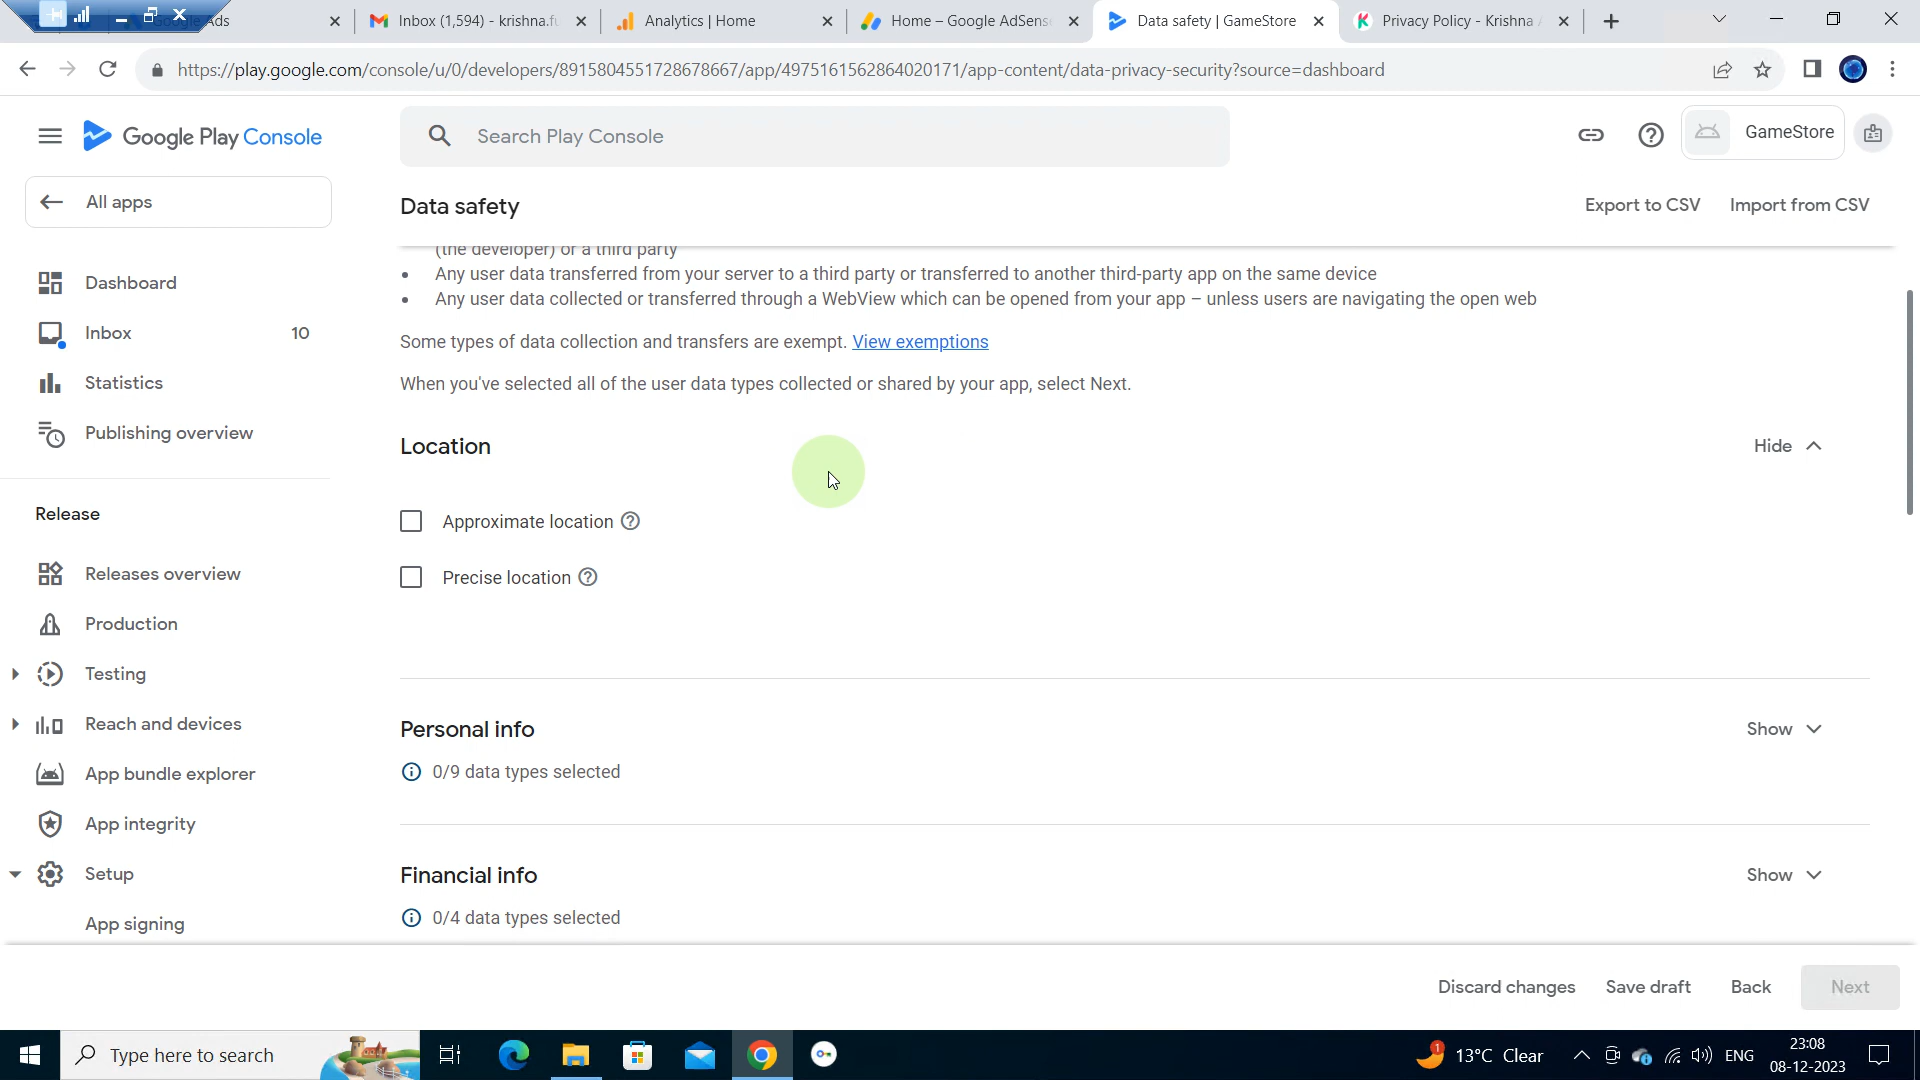 Ads
Inbox (1,594) - krishna.fu
Analytics | Home
Home – Google AdSens
Data safety | GameStore
Privacy Policy - Krishna
https://play.google.com/console/u/0/developers/8915804551728678667/app/4975161562864020171/app-content/data-privacy-security?source=dashboard
Google Play Console
Search Play Console
GameStore
All apps
Data safety
Export to CSV
Import from CSV
Dashboard
Inbox
10
Statistics
Publishing overview
Release
Releases overview
Production
Testing
Reach and devices
App bundle explorer
App integrity
Setup
App signing
(the developer) or a third party
• Any user data transferred from your server to a third party or transferred to another third-party app on the same device
• Any user data collected or transferred through a WebView which can be opened from your app – unless users are navigating the open web
Some types of data collection and transfers are exempt. View exemptions
When you've selected all of the user data types collected or shared by your app, select Next.
Location
Hide
Approximate location
Precise location
Personal info
Show
0/9 data types selected
Financial info
Show
0/4 data types selected
Discard changes
Save draft
Back
Next
Type here to search
1
13°C Clear
ENG
23:08
08-12-2023